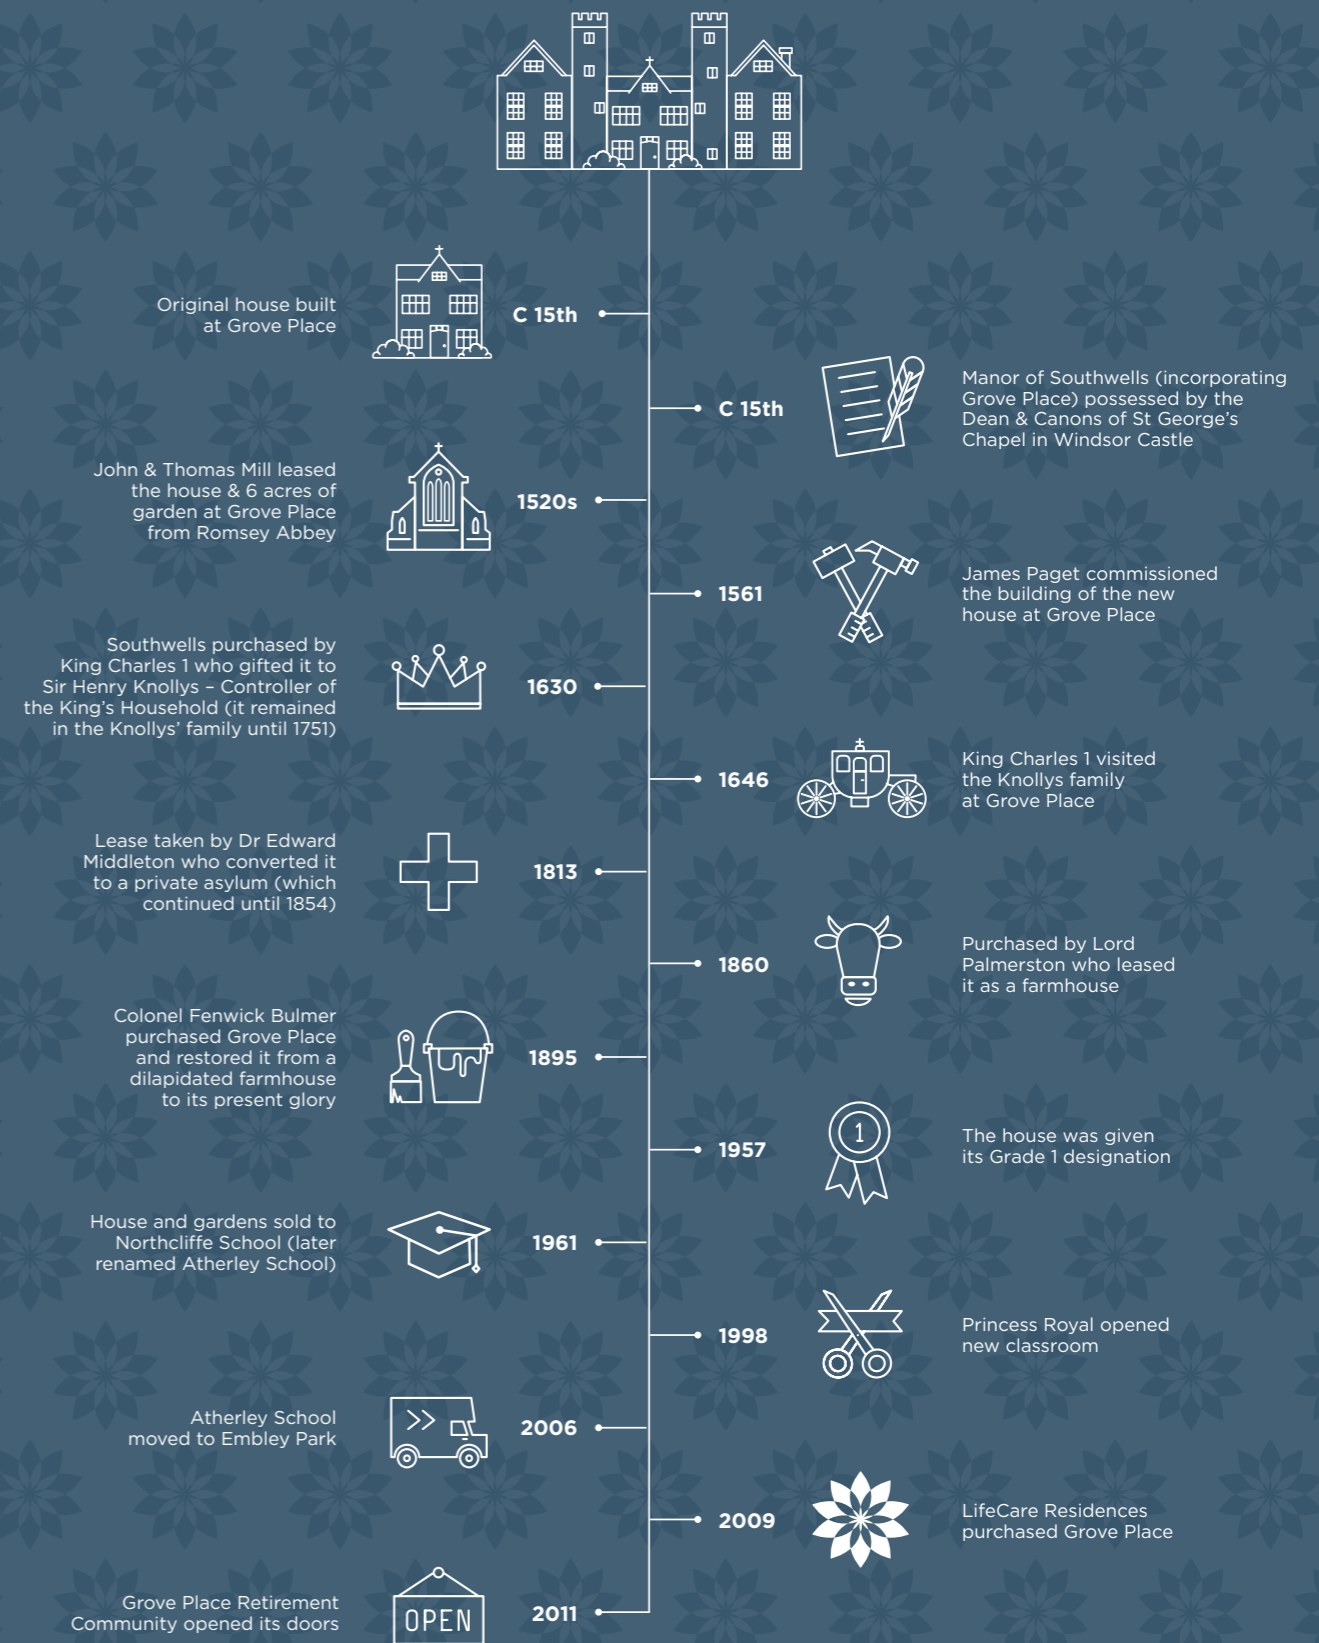 Original house built
at Grove Place
C 15th
C 15th
Manor of Southwells (incorporating
Grove Place) possessed by the
Dean & Canons of St George's
Chapel in Windsor Castle
John & Thomas Mill leased
the house & 6 acres of
garden at Grove Place
from Romsey Abbey
1520s
1561
James Paget commissioned
the building of the new
house at Grove Place
Southwells purchased by
King Charles 1 who gifted it to
Sir Henry Knollys – Controller of
the King's Household (it remained
in the Knollys' family until 1751)
1630
1646
King Charles 1 visited
the Knollys family
at Grove Place
Lease taken by Dr Edward
Middleton who converted it
to a private asylum (which
continued until 1854)
1813
1860
Purchased by Lord
Palmerston who leased
it as a farmhouse
Colonel Fenwick Bulmer
purchased Grove Place
and restored it from a
dilapidated farmhouse
to its present glory
1895
1957
1
The house was given
its Grade 1 designation
House and gardens sold to
Northcliffe School (later
renamed Atherley School)
1961
1998
Princess Royal opened
new classroom
Atherley School
moved to Embley Park
2006
2009
LifeCare Residences
purchased Grove Place
Grove Place Retirement
Community opened its doors
OPEN
2011